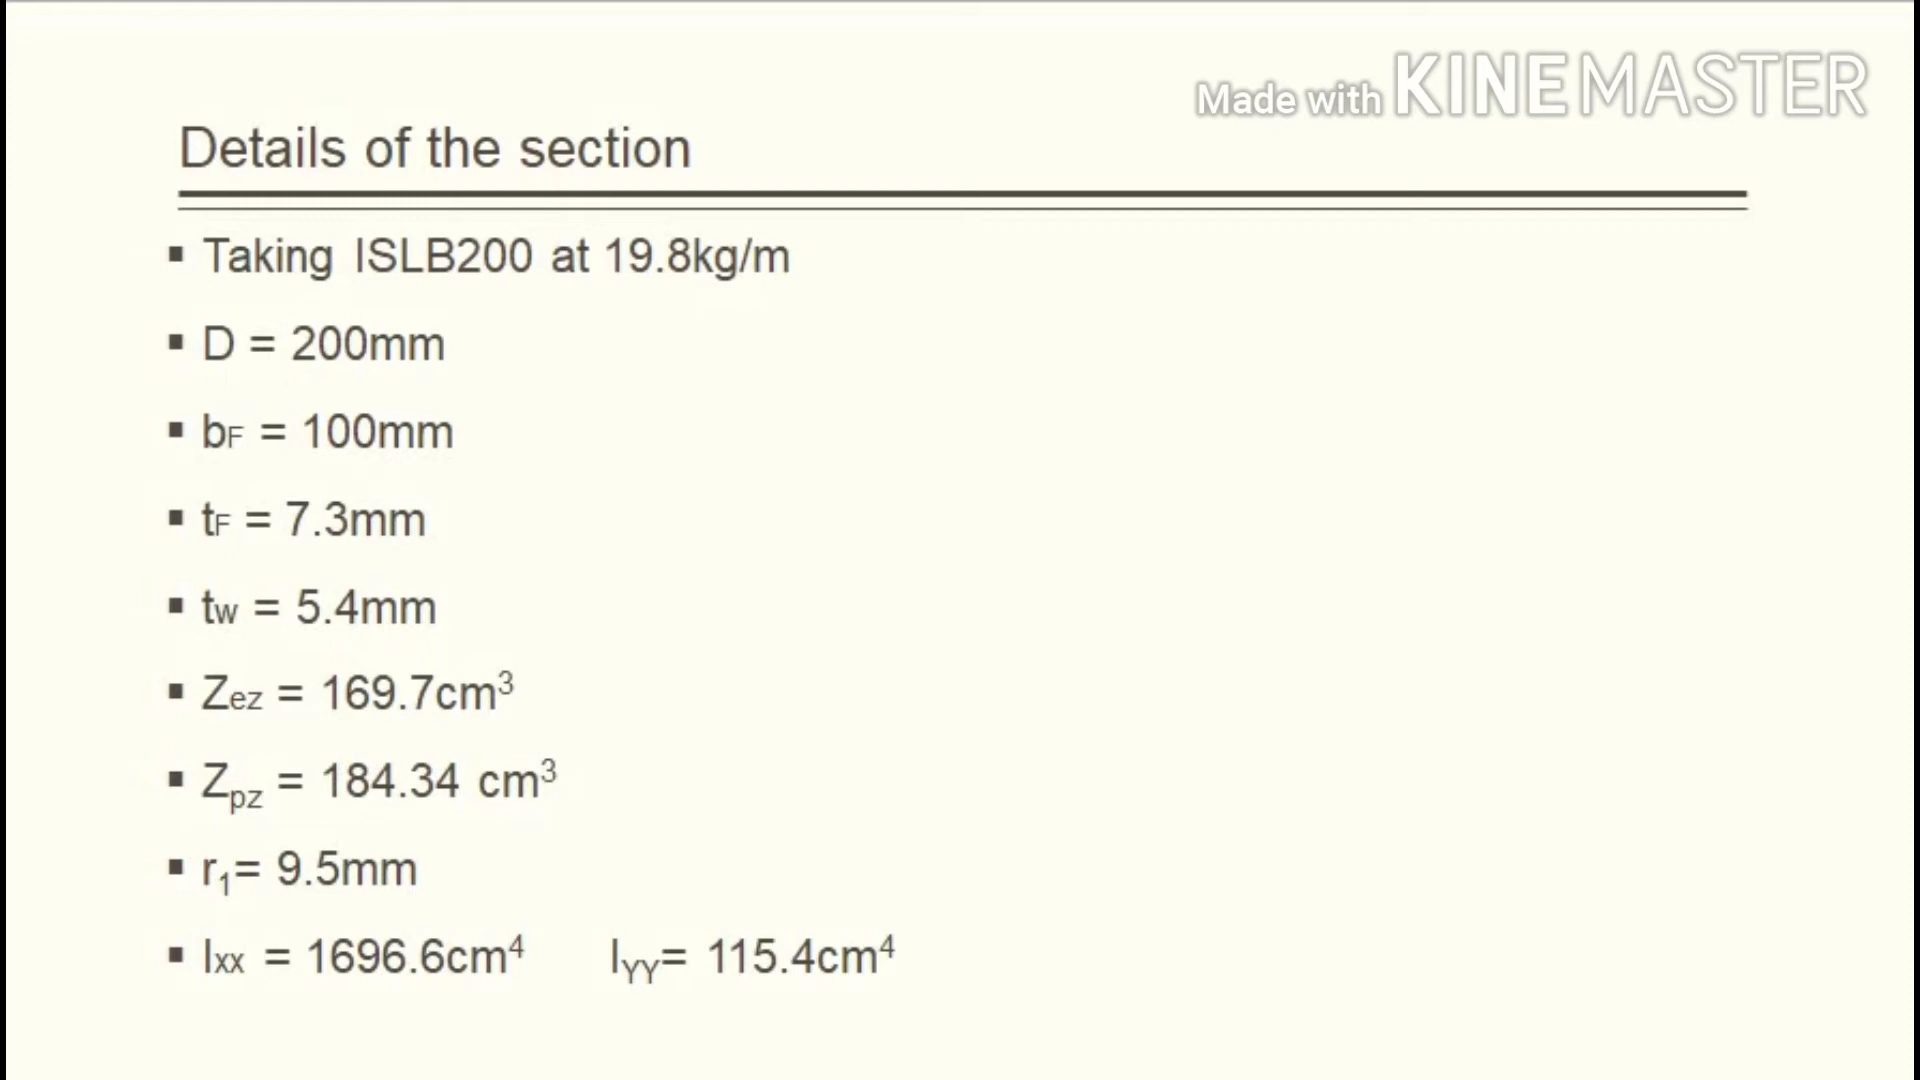 Made with KINEMASTER
Details of the section
▪ Taking ISLB200 at 19.8kg/m
▪ D = 200mm
▪ bF = 100mm
▪ tF = 7.3mm
▪ tw = 5.4mm
▪ Zez = 169.7cm³
▪ Zpz = 184.34 cm³
▪ r₁= 9.5mm
▪ Ixx = 1696.6cm⁴ IYY= 115.4cm⁴